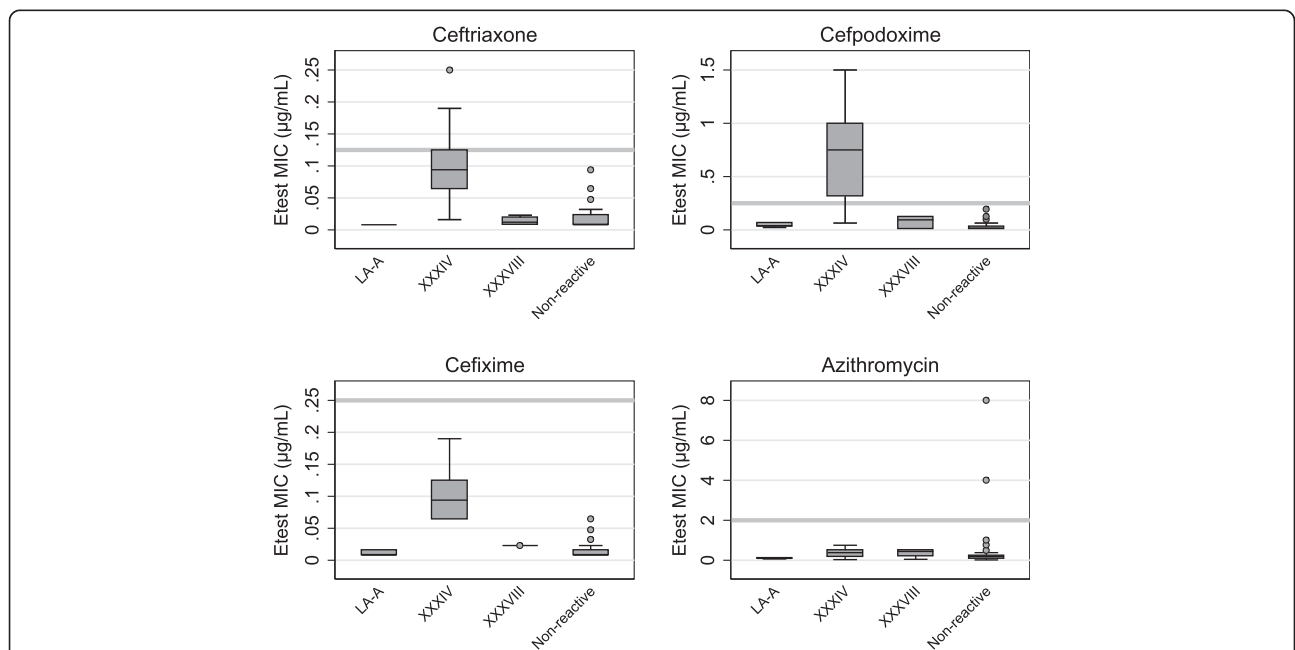 Ceftriaxone
Etest MIC (µg/mL)
.25
.2
.15
.1
.05
0
LA-A
XXXIV
XXXVIII
Non-reactive
Cefpodoxime
Etest MIC (µg/mL)
1.5
1
.5
0
LA-A
XXXIV
XXXVIII
Non-reactive
Cefixime
Etest MIC (µg/mL)
.25
.2
.15
.1
.05
0
LA-A
XXXIV
XXXVIII
Non-reactive
Azithromycin
Etest MIC (µg/mL)
8
6
4
2
0
LA-A
XXXIV
XXXVIII
Non-reactive